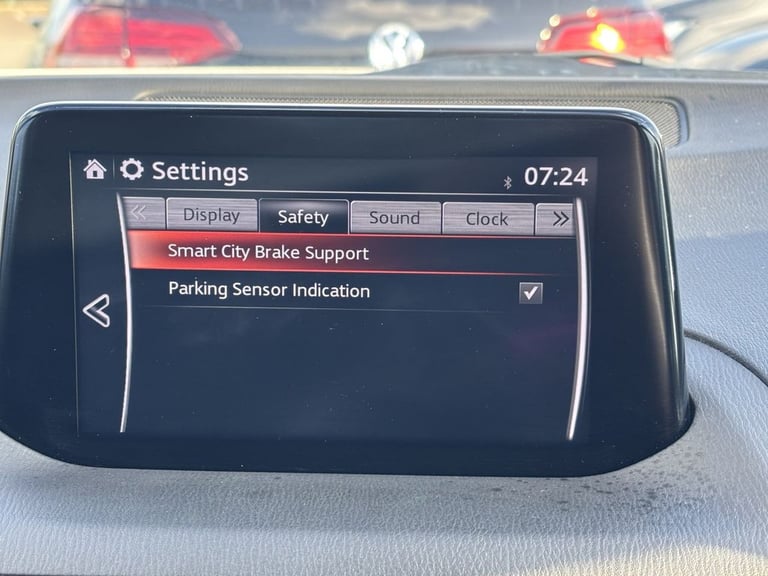 Settings
07:24
Display
Safety
Sound
Clock
Smart City Brake Support
Parking Sensor Indication